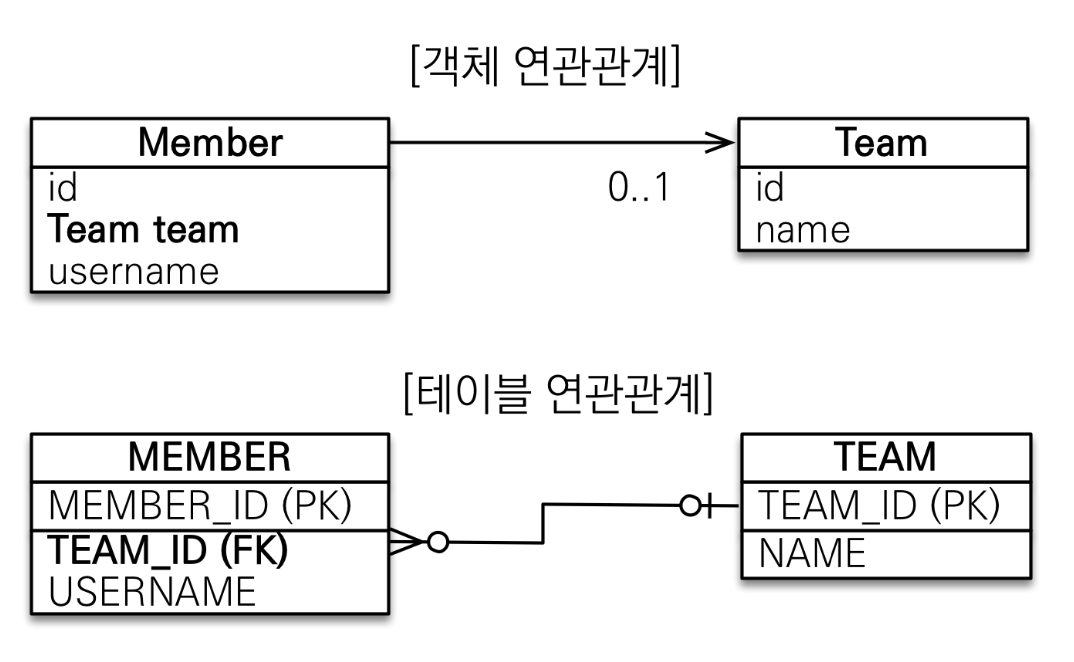 [객체 연관관계]
Member
id
Team team
username
0..1
Team
id
name
[테이블 연관관계]
MEMBER
MEMBER_ID (PK)
TEAM_ID (FK)
USERNAME
TEAM
TEAM_ID (PK)
NAME